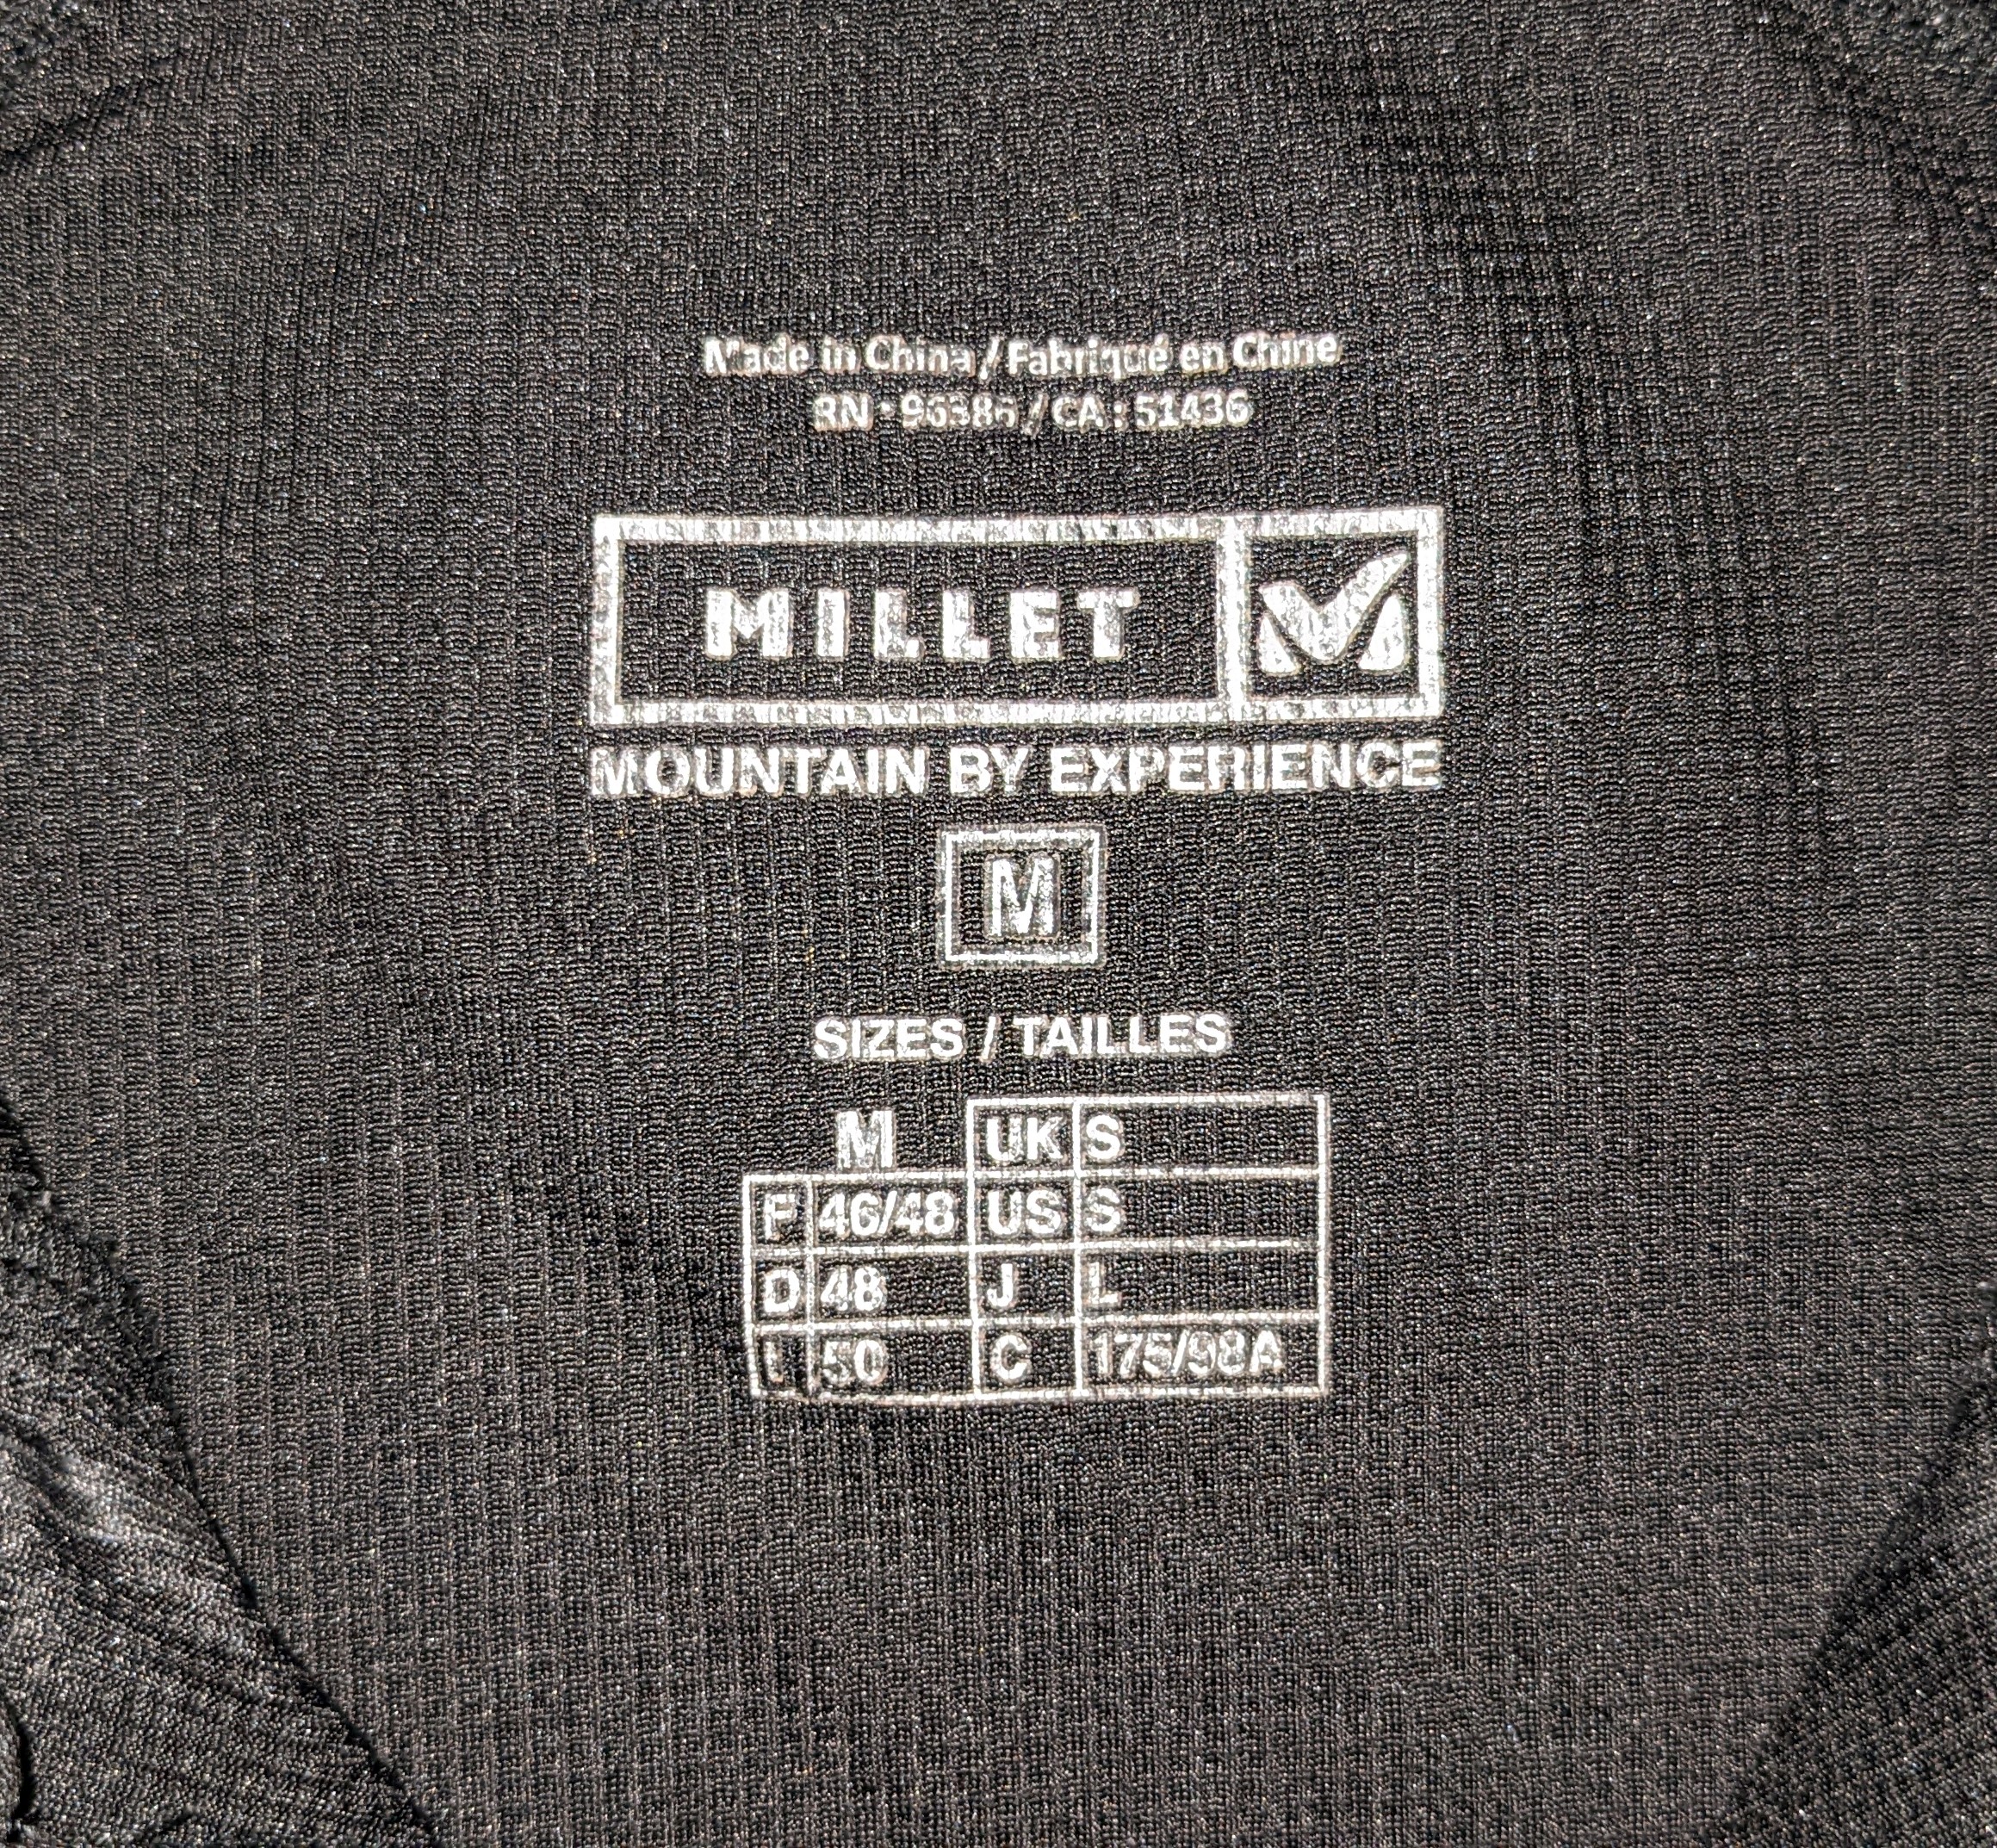 Made in China / Fabriqué en Chine
RN : 96386 / CA : 51436
MILLET
MOUNTAIN BY EXPERIENCE
M
SIZES / TAILLES
M UK S
F 46/48 US S
D 48 J L
I 50 C 175/98A